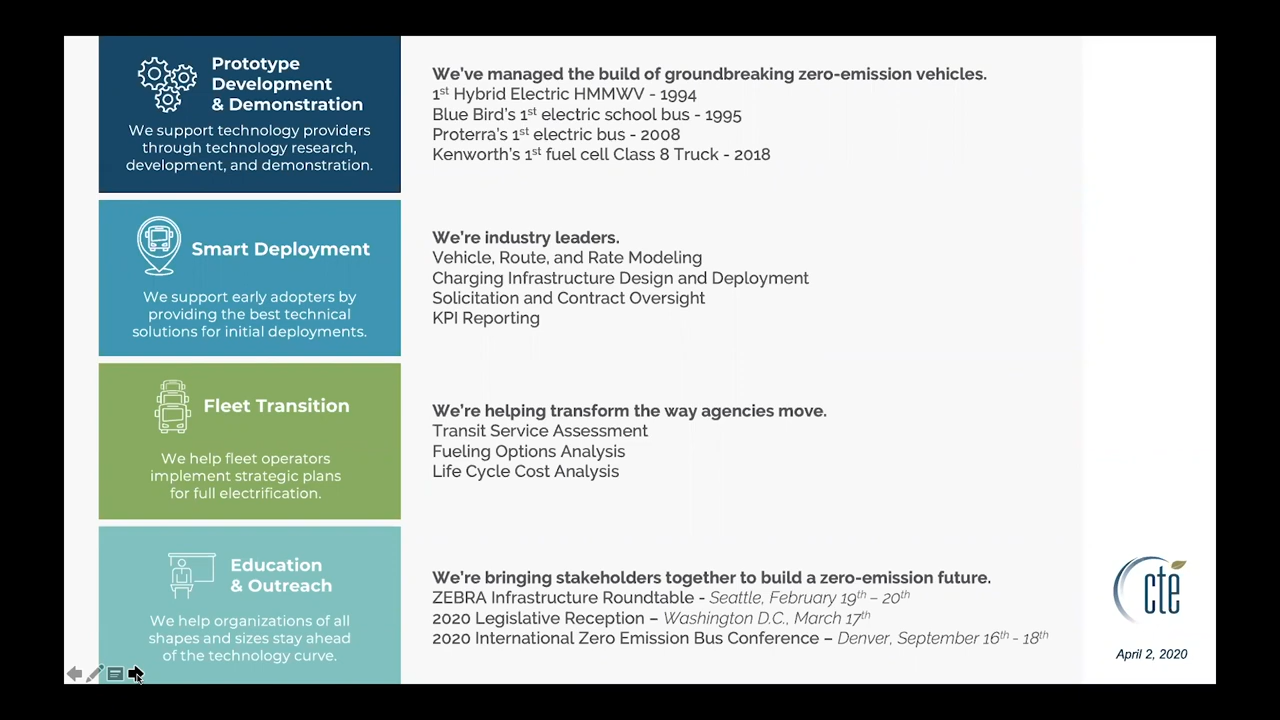 Prototype
Development
& Demonstration
We support technology providers
through technology research,
development, and demonstration.
We've managed the build of groundbreaking zero-emission vehicles.
1st Hybrid Electric HMMWV - 1994
Blue Bird's 1st electric school bus - 1995
Proterra's 1st electric bus - 2008
Kenworth's 1st fuel cell Class 8 Truck - 2018
Smart Deployment
We support early adopters by
providing the best technical
solutions for initial deployments.
We're industry leaders.
Vehicle, Route, and Rate Modeling
Charging Infrastructure Design and Deployment
Solicitation and Contract Oversight
KPI Reporting
Fleet Transition
We help fleet operators
implement strategic plans
for full electrification.
We're helping transform the way agencies move.
Transit Service Assessment
Fueling Options Analysis
Life Cycle Cost Analysis
Education
& Outreach
We help organizations of all
shapes and sizes stay ahead
of the technology curve.
We're bringing stakeholders together to build a zero-emission future.
ZEBRA Infrastructure Roundtable - Seattle, February 19th – 20th
2020 Legislative Reception – Washington D.C., March 17th
2020 International Zero Emission Bus Conference – Denver, September 16th - 18th
cte
April 2, 2020